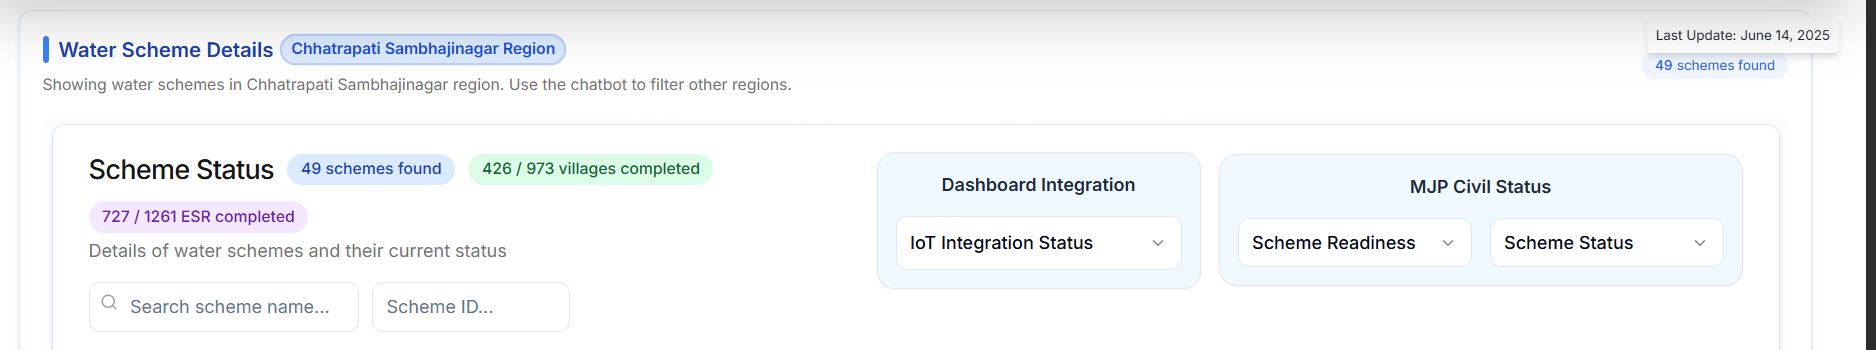 Water Scheme Details Chhatrapati Sambhajinagar Region
Last Update: June 14, 2025
49 schemes found
Showing water schemes in Chhatrapati Sambhajinagar region. Use the chatbot to filter other regions.
Scheme Status 49 schemes found 426 / 973 villages completed
727 / 1261 ESR completed
Details of water schemes and their current status
Search scheme name... Scheme ID...
Dashboard Integration
IoT Integration Status
MJP Civil Status
Scheme Readiness Scheme Status